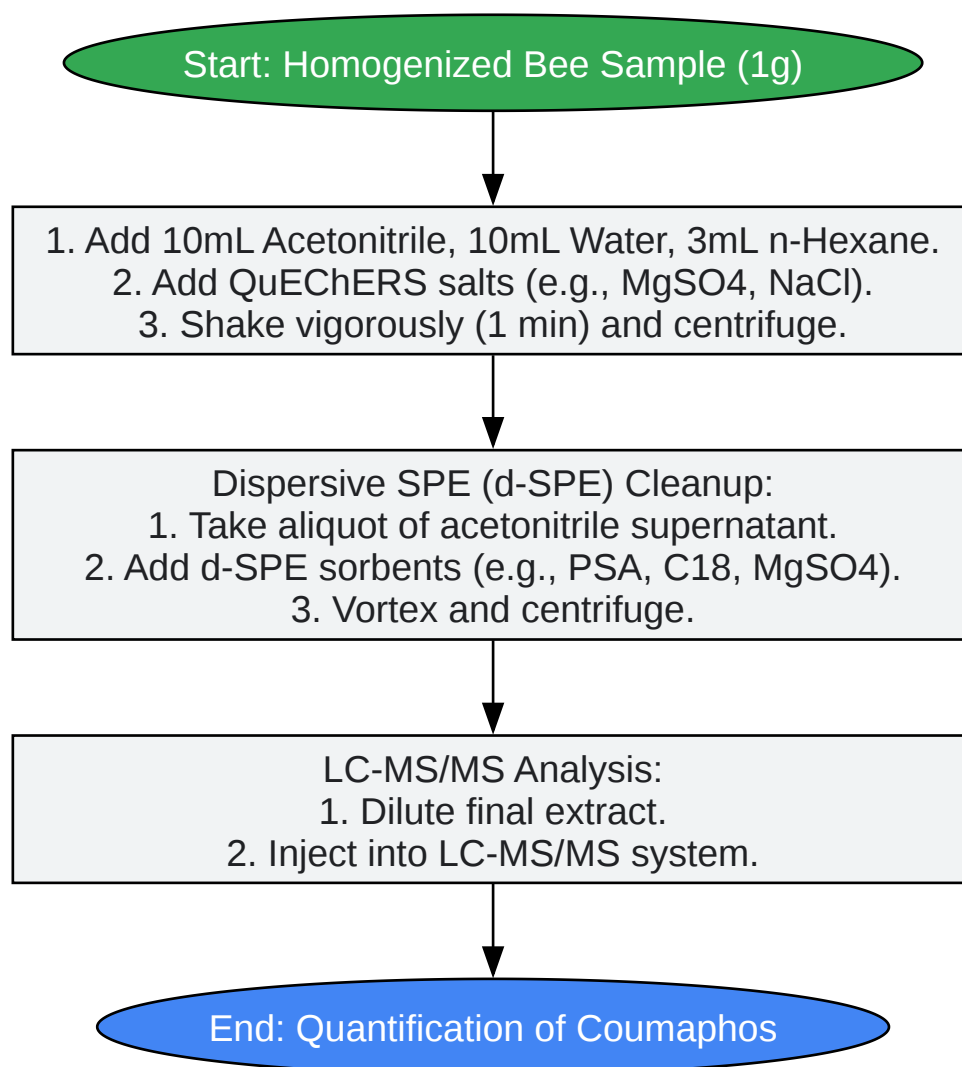 Start: Homogenized Bee Sample (1g)
1. Add 10mL Acetonitrile, 10mL Water, 3mL n-Hexane.
2. Add QuEChERS salts (e.g., MgSO4, NaCl).
3. Shake vigorously (1 min) and centrifuge.
Dispersive SPE (d-SPE) Cleanup:
1. Take aliquot of acetonitrile supernatant.
2. Add d-SPE sorbents (e.g., PSA, C18, MgSO4).
3. Vortex and centrifuge.
LC-MS/MS Analysis:
1. Dilute final extract.
2. Inject into LC-MS/MS system.
End: Quantification of Coumaphos